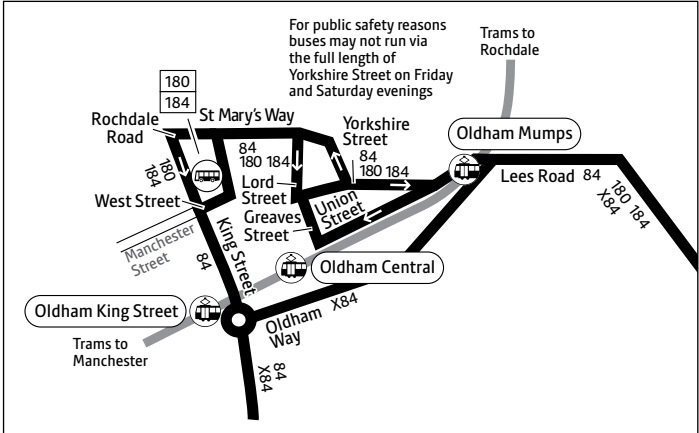 For public safety reasons
buses may not run via
the full length of
Yorkshire Street on Friday
and Saturday evenings
Trams to
Rochdale
180
184
Rochdale
Road
St Mary's Way
Yorkshire
Street
84
180 184
Oldham Mumps
84
180 184
180
184
Lord
Street
Lees Road
84
X84
180 184
West Street
Greaves
Street
Union
Street
Manchester
Street
King Street
84
Oldham Central
Oldham King Street
Oldham
Way
X84
Trams to
Manchester
84
X84